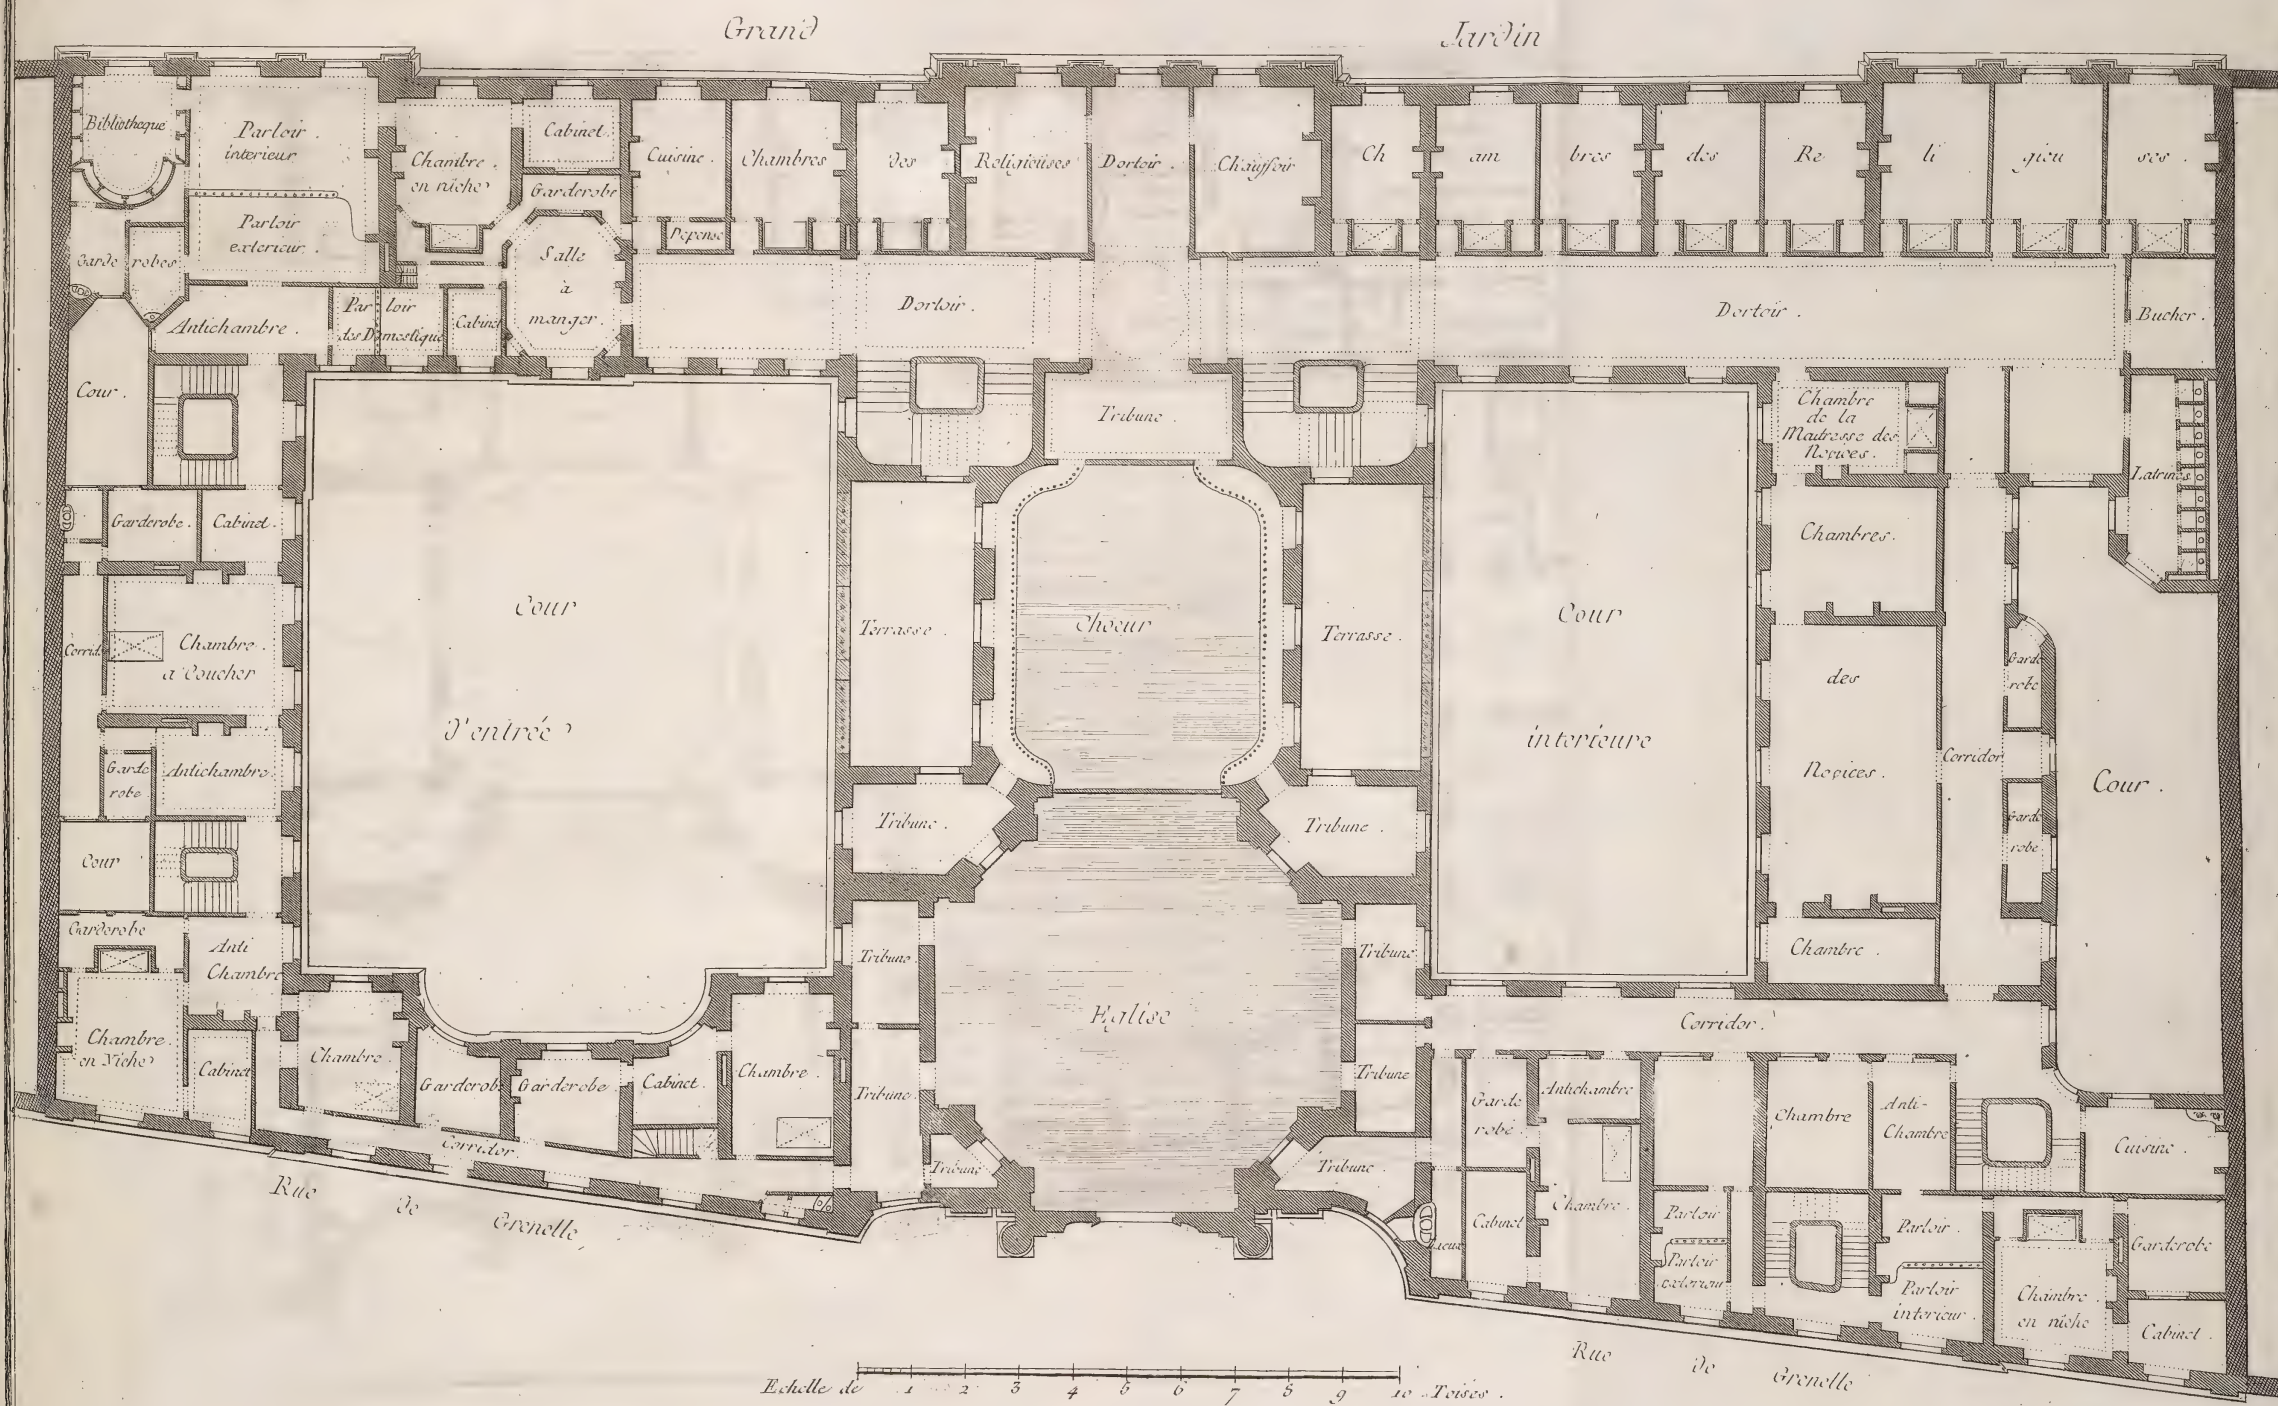 Grand Jardin
Bibliotheque
Parloir
interieur
Parloir
exterieur.
Garde robes
Antichambre.
Par loir
des Domestique
Cabinet
Chambre
en niche
Cabinet
Garderobe
Salle
à
manger.
Cuisine.
Depense
Chambres des Religieuses
Dortoir.
Chauffoir
Ch am bres des Re li gieu ses.
Dortoir.
Dortoir.
Bucher.
Cour.
Tribune.
Chambre
de la
Maitresse des
Novices.
Latrines
Garderobe.
Cabinet.
Chambres.
Corrid.
Chambre.
a Coucher
Cour
d'entrée
Terrasse.
Choeur
Terrasse.
Cour
interieure
des
Novices.
Garde
robe
Corridor
Garde
robe
Cour.
Garde
robe.
Antichambre.
Cour
Tribune.
Tribune.
Garderobe
Anti
Chambre
Tribune
Tribune
Chambre.
Eglise
Corridor.
Chambre.
en Niche
Cabinet
Chambre.
Garderob
Garderobe.
Cabinet.
Chambre.
Tribune.
Tribune
Garde
robe.
Antichambre
Chambre
Anti-
Chambre
Cuisine.
Corridor
Tribune
Tribune.
Lieux
Cabinet
Chambre.
Parloir
Parloir
exterieur
Parloir.
Parloir
interieur.
Chambre.
en niche
Garderobe
Cabinet.
Rue de Grenelle
Rue de Grenelle
Echelle de 1 2 3 4 5 6 7 8 9 10 Toises.